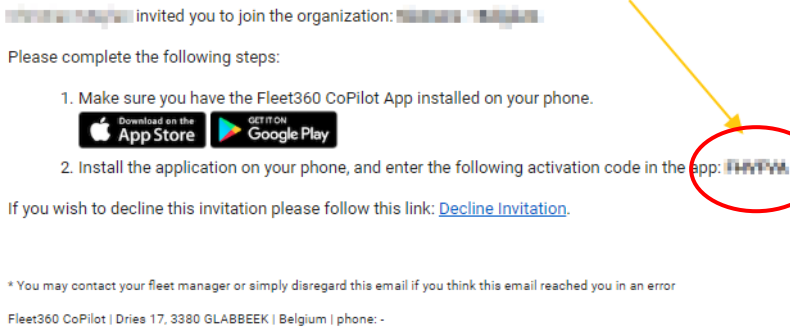 invited you to join the organization:
Please complete the following steps:
1. Make sure you have the Fleet360 CoPilot App installed on your phone.
Download on the App Store
GET IT ON Google Play
2. Install the application on your phone, and enter the following activation code in the app:
If you wish to decline this invitation please follow this link: Decline Invitation.
* You may contact your fleet manager or simply disregard this email if you think this email reached you in an error
Fleet360 CoPilot | Dries 17, 3380 GLABBEEK | Belgium | phone: -